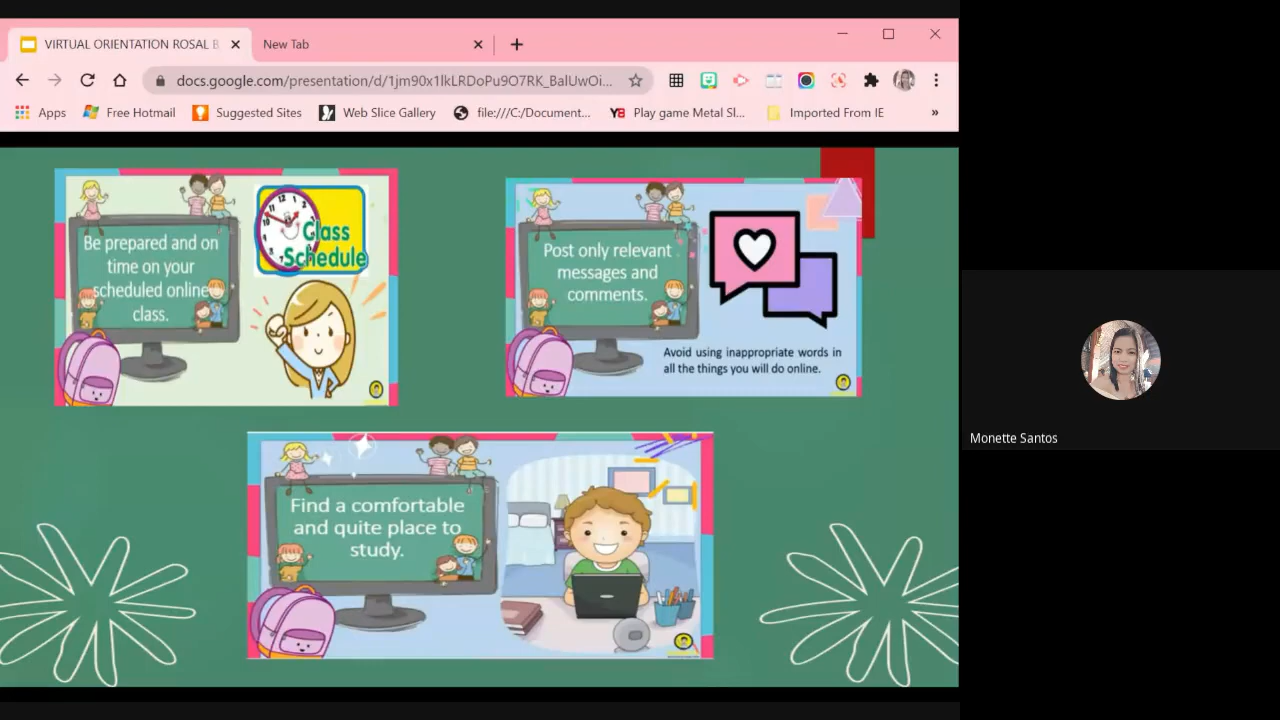 VIRTUAL ORIENTATION ROSAL B
New Tab
docs.google.com/presentation/d/1jm90x1lkLRDoPu9O7RK_BalUwOi...
Apps
Free Hotmail
Suggested Sites
Web Slice Gallery
file:///C:/Document...
Y8 Play game Metal Sl...
Imported From IE
Be prepared and on
time on your
scheduled online
class.
Class
Schedule
Post only relevant
messages and
comments.
Avoid using inappropriate words in
all the things you will do online.
Find a comfortable
and quite place to
study.
Monette Santos